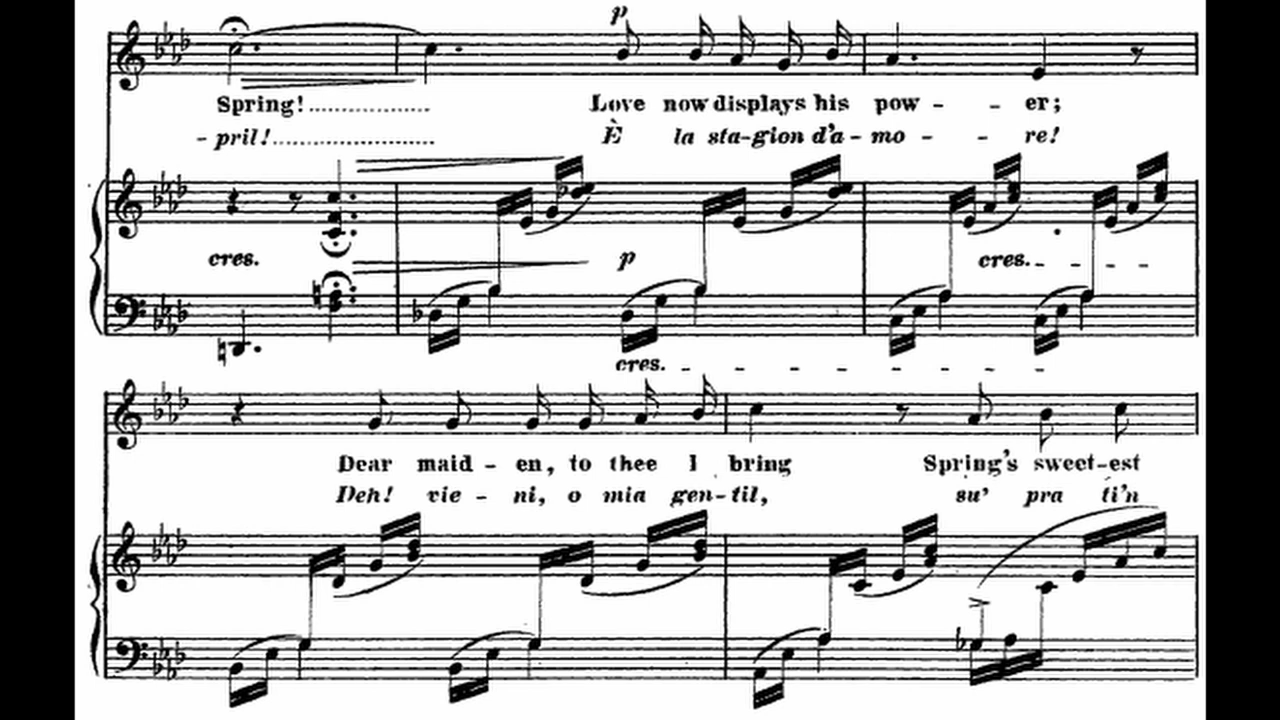 p
Spring!.............. Love now displays his pow - - er;
- pril!.................. È la sta-gion d'a-mo - - re!
cres. p cres. - - - -
cres. - - - - - - - -
Dear maid - en, to thee I bring Spring's sweet-est
Deh! vie - ni, o mia gen-til, su' pra ti'n